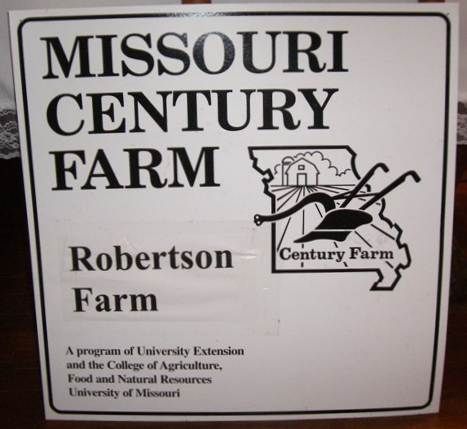 MISSOURI
CENTURY
FARM
Century Farm
Robertson
Farm
A program of University Extension
and the College of Agriculture,
Food and Natural Resources
University of Missouri